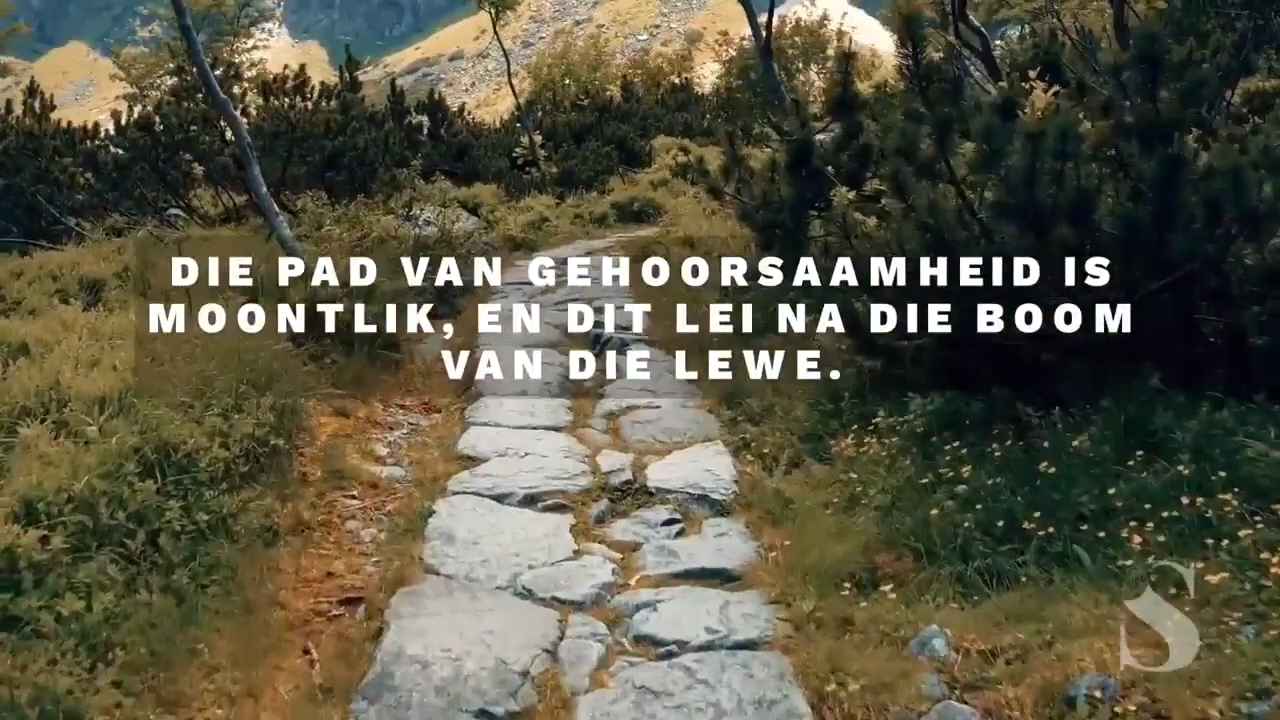 DIE PAD VAN GEHOORSAAMHEID IS
MOONTLIK, EN DIT LEI NA DIE BOOM
VAN DIE LEWE.
S